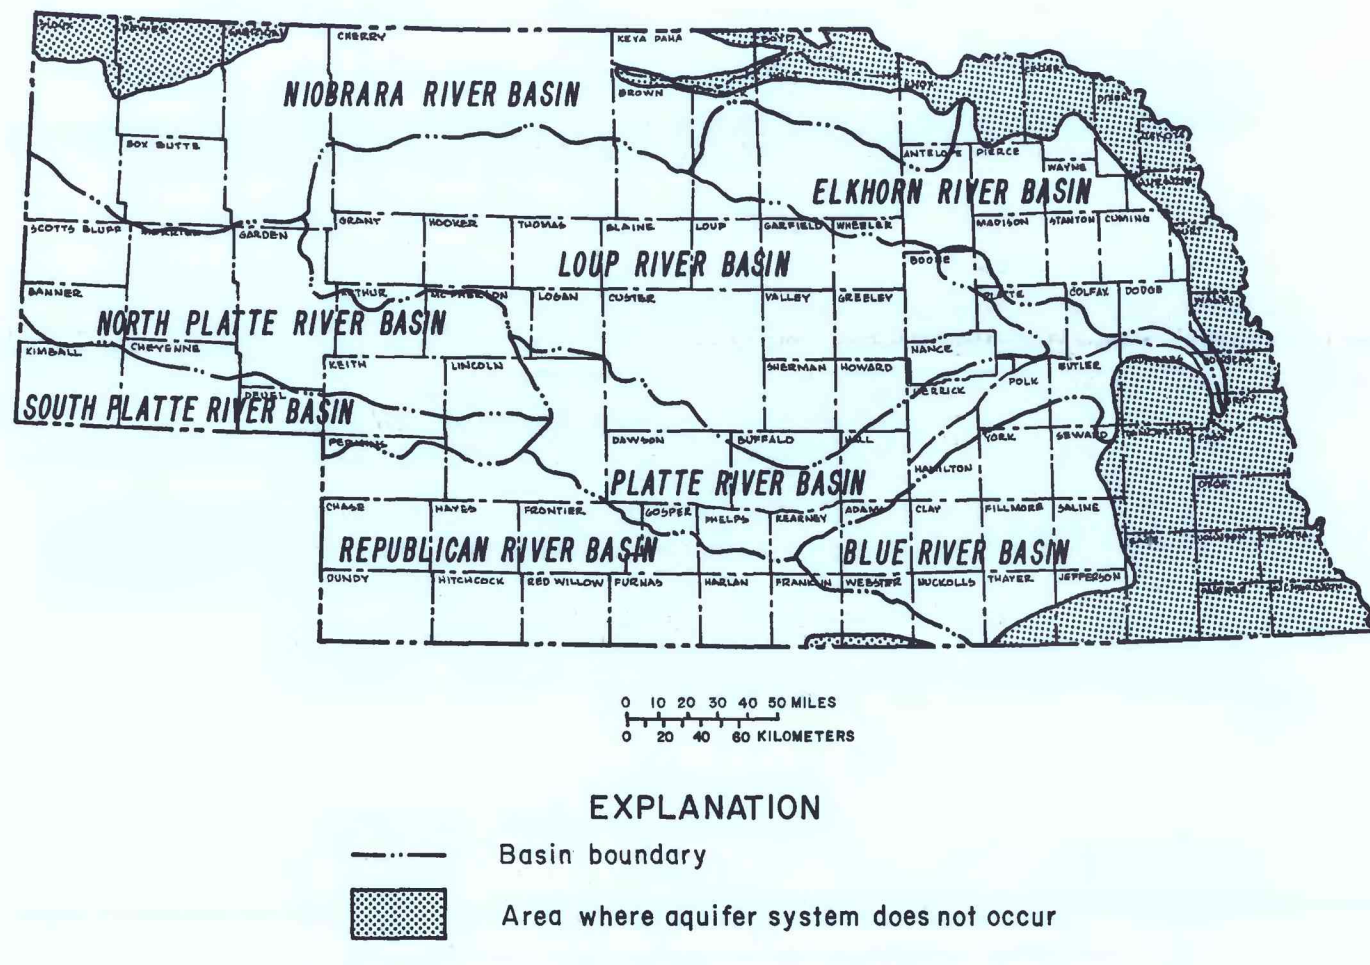 CHERRY
KEYA PAHA
BOYD
NIOBRARA RIVER BASIN
BROWN
KNOX
BOX BUTTE
ANTELOPE
PIERCE
WAYNE
ELKHORN RIVER BASIN
SCOTTS BLUFF
GARDEN
GRANT
HOOKER
THOMAS
BLAINE
LOUP
GARFIELD
WHEELER
MADISON
STANTON
CUMING
BOONE
LOUP RIVER BASIN
BANNER
ARTHUR
MCPHERSON
LOGAN
CUSTER
VALLEY
GREELEY
PLATTE
COLFAX
DODGE
NORTH PLATTE RIVER BASIN
KIMBALL
CHEYENNE
NANCE
KEITH
LINCOLN
SHERMAN
HOWARD
MERRICK
POLK
BUTLER
DEUEL
SOUTH PLATTE RIVER BASIN
PERKINS
DAWSON
BUFFALO
HALL
YORK
SEWARD
HAMILTON
PLATTE RIVER BASIN
CHASE
HAYES
FRONTIER
GOSPER
PHELPS
KEARNEY
ADAMS
CLAY
FILLMORE
SALINE
REPUBLICAN RIVER BASIN
BLUE RIVER BASIN
DUNDY
HITCHCOCK
RED WILLOW
FURNAS
HARLAN
FRANKLIN
WEBSTER
NUCKOLLS
THAYER
JEFFERSON
0 10 20 30 40 50 MILES
0 20 40 60 KILOMETERS
EXPLANATION
Basin boundary
Area where aquifer system does not occur